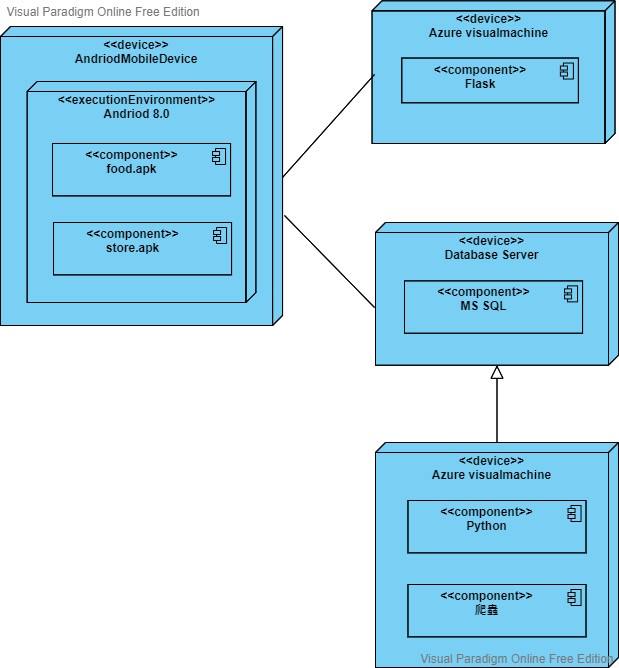 Visual Paradigm Online Free Edition
<<device>>
AndriodMobileDevice
<<executionEnvironment>>
Andriod 8.0
<<component>>
food.apk
<<component>>
store.apk
<<device>>
Azure visualmachine
<<component>>
Flask
<<device>>
Database Server
<<component>>
MS SQL
<<device>>
Azure visualmachine
<<component>>
Python
<<component>>
爬蟲
Visual Paradigm Online Free Edition